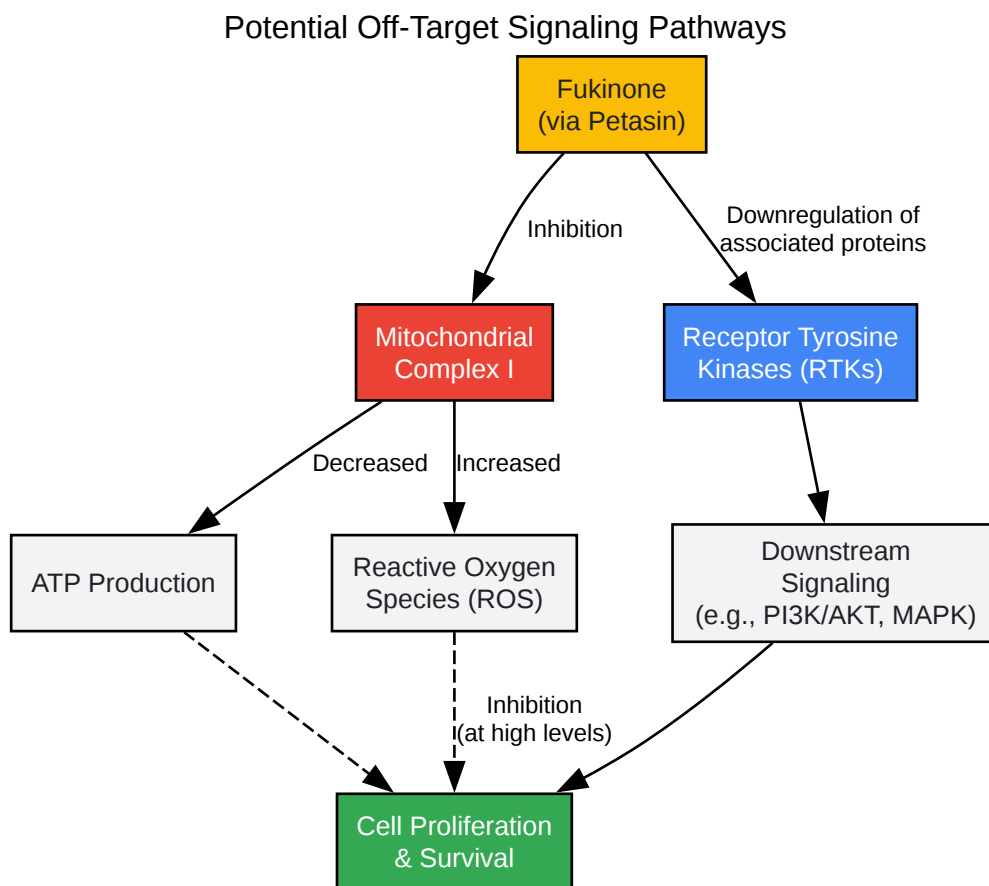 Potential Off-Target Signaling Pathways
Fukinone
(via Petasin)
Inhibition
Downregulation of
associated proteins
Mitochondrial
Complex I
Receptor Tyrosine
Kinases (RTKs)
Decreased
Increased
ATP Production
Reactive Oxygen
Species (ROS)
Downstream
Signaling
(e.g., PI3K/AKT, MAPK)
Inhibition
(at high levels)
Cell Proliferation
& Survival